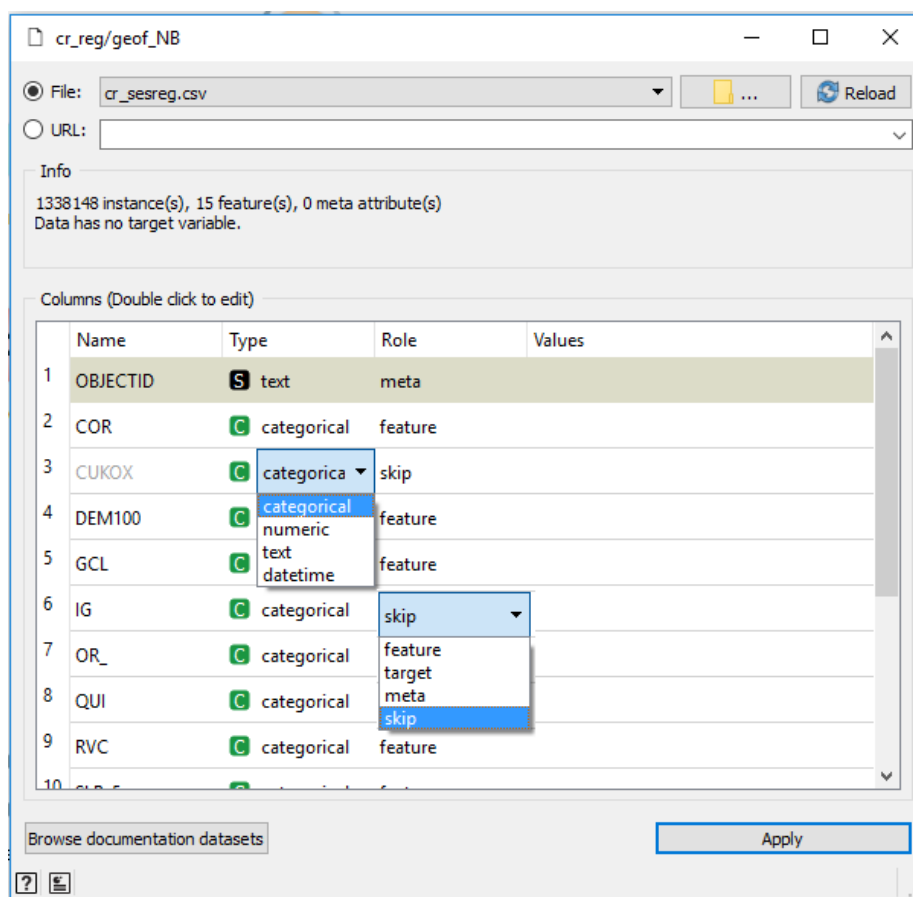 cr_reg/geof_NB
File: cr_sesreg.csv ... Reload
URL:
Info
1338148 instance(s), 15 feature(s), 0 meta attribute(s)
Data has no target variable.
Columns (Double click to edit)
Name Type Role Values
1 OBJECTID S text meta
2 COR C categorical feature
3 CUKOX C categorica skip
categorical
numeric
text
datetime
4 DEM100 C feature
5 GCL C feature
6 IG C categorical skip
feature
target
meta
skip
7 OR_ C categorical
8 QUI C categorical
9 RVC C categorical feature
10
Browse documentation datasets Apply
?